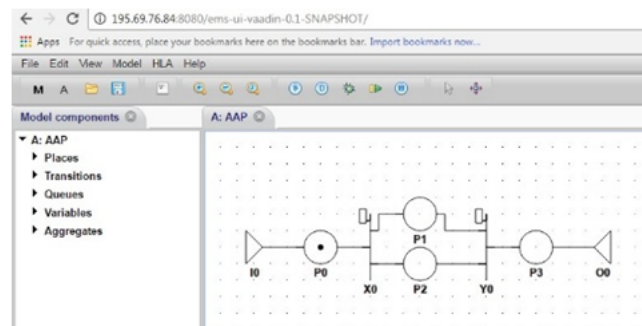 195.69.76.84:8080/ems-ui-vaadin-0.1-SNAPSHOT/
Apps For quick access, place your bookmarks here on the bookmarks bar. Import bookmarks now...
File Edit View Model HLA Help
M A
Model components
A: AAP
A: AAP
Places
Transitions
Queues
Variables
Aggregates
I0
P0
X0
P1
P2
Y0
P3
O0